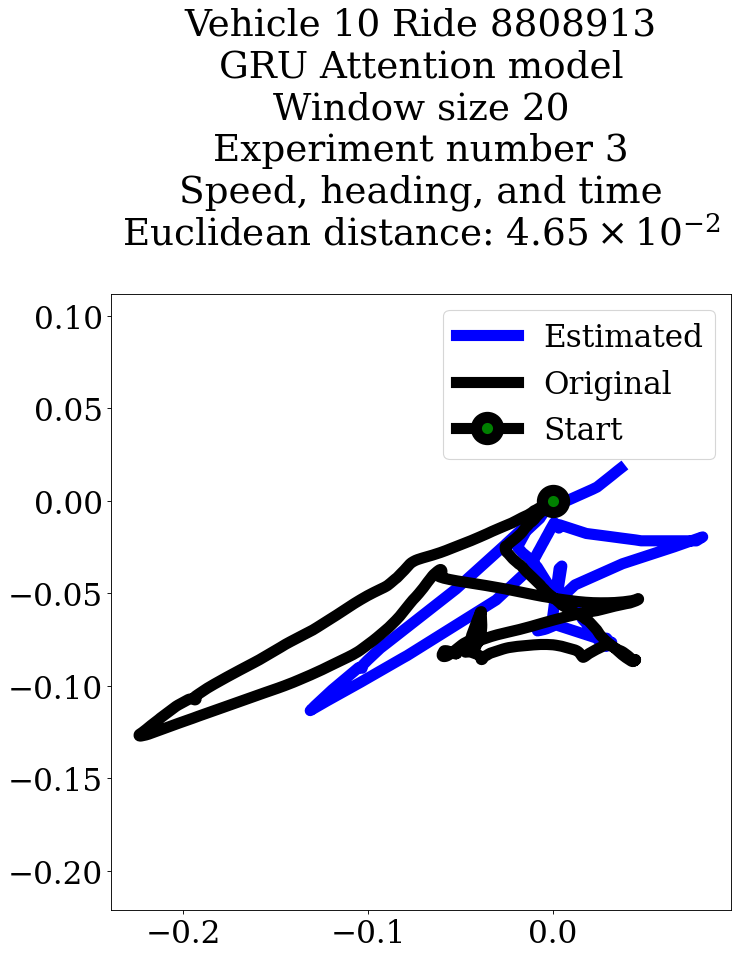 Vehicle 10 Ride 8808913
GRU Attention model
Window size 20
Experiment number 3
Speed, heading, and time
Euclidean distance: 4.65 × 10⁻²
Estimated
Original
Start
0.10
0.05
0.00
−0.05
−0.10
−0.15
−0.20
−0.2
−0.1
0.0